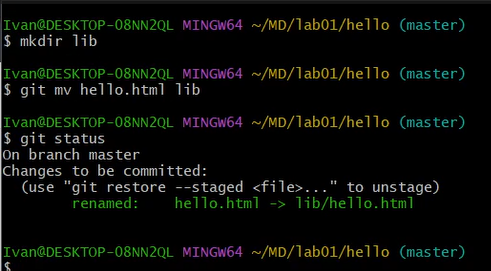 Ivan@DESKTOP-08NN2QL MINGW64 ~/MD/lab01/hello (master)
$ mkdir lib
Ivan@DESKTOP-08NN2QL MINGW64 ~/MD/lab01/hello (master)
$ git mv hello.html lib
Ivan@DESKTOP-08NN2QL MINGW64 ~/MD/lab01/hello (master)
$ git status
On branch master
Changes to be committed:
  (use "git restore --staged <file>..." to unstage)
        renamed:    hello.html -> lib/hello.html
Ivan@DESKTOP-08NN2QL MINGW64 ~/MD/lab01/hello (master)
$